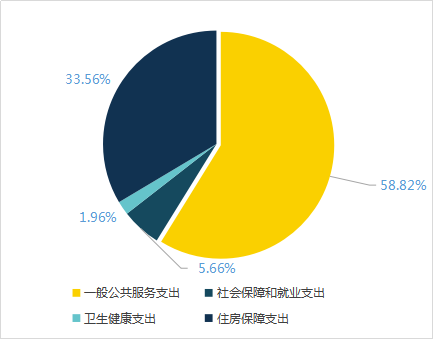 33.56%
58.82%
1.96%
5.66%
一般公共服务支出 社会保障和就业支出
卫生健康支出 住房保障支出